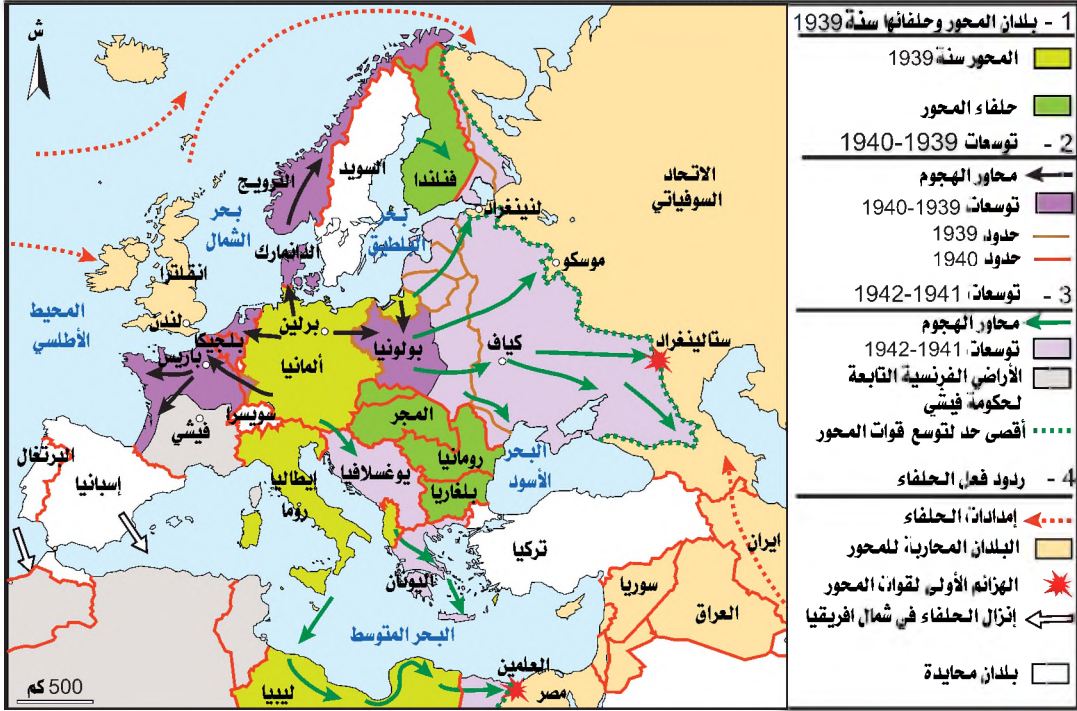 1 - بلدان المحور وحلفائها سنة 1939
المحور سنة 1939
حلفاء المحور
2 - توسعات 1939-1940
محاور الهجوم
توسعات 1939-1940
حدود 1939
حدود 1940
3 - توسعات 1941-1942
محاور الهجوم
توسعات 1941-1942
الأراضي الفرنسية التابعة
لحكومة فيشي
أقصى حد لتوسع قوات المحور
4 - ردود فعل الحلفاء
إمدادات الحلفاء
البلدان المحاربة للمحور
الهزائم الأولى لقوات المحور
إنزال الحلفاء في شمال افريقيا
بلدان محايدة
ش
السويد
فنلندا
النرويج
الاتحاد
السوفياتي
بحر
الشمال
بحر
البلطيق
لنينغراد
الدانمارك
موسكو
انقلترا
المحيط
الأطلسي
لندن
برلين
بلجيكا
باريس
ألمانيا
بولونيا
كياف
ستالينغراد
سويسرا
فيشي
المجر
رومانيا
البحر
الأسود
البرتغال
إسبانيا
إيطاليا
روما
يوغسلافيا
بلغاريا
تركيا
ايران
اليونان
سوريا
العراق
البحر المتوسط
العلمين
ليبيا
مصر
500 كم